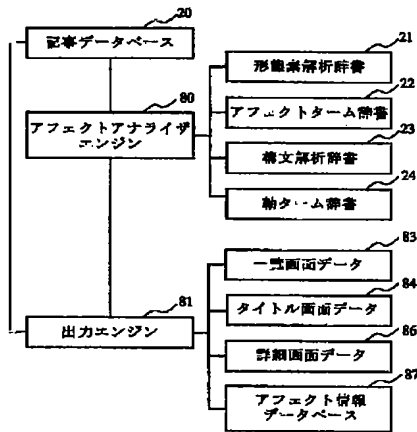 20
記事データベース
21
形態素解析辞書
80
アフェクトアナライザ
エンジン
22
アフェクトターム辞書
23
構文解析辞書
24
軸ターム辞書
83
一覧画面データ
84
タイトル画面データ
81
出力エンジン
86
詳細画面データ
87
アフェクト情報
データベース